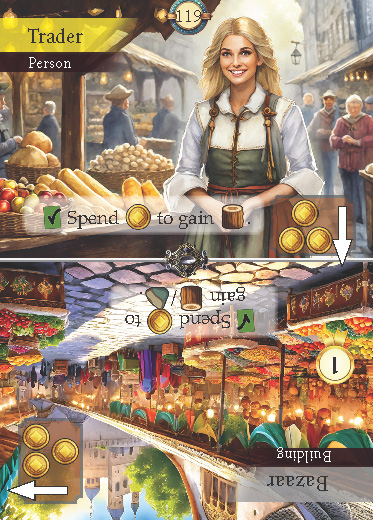 119
Trader
Person
Spend to gain .
Spend to
/ gain
1
Building
Bazaar